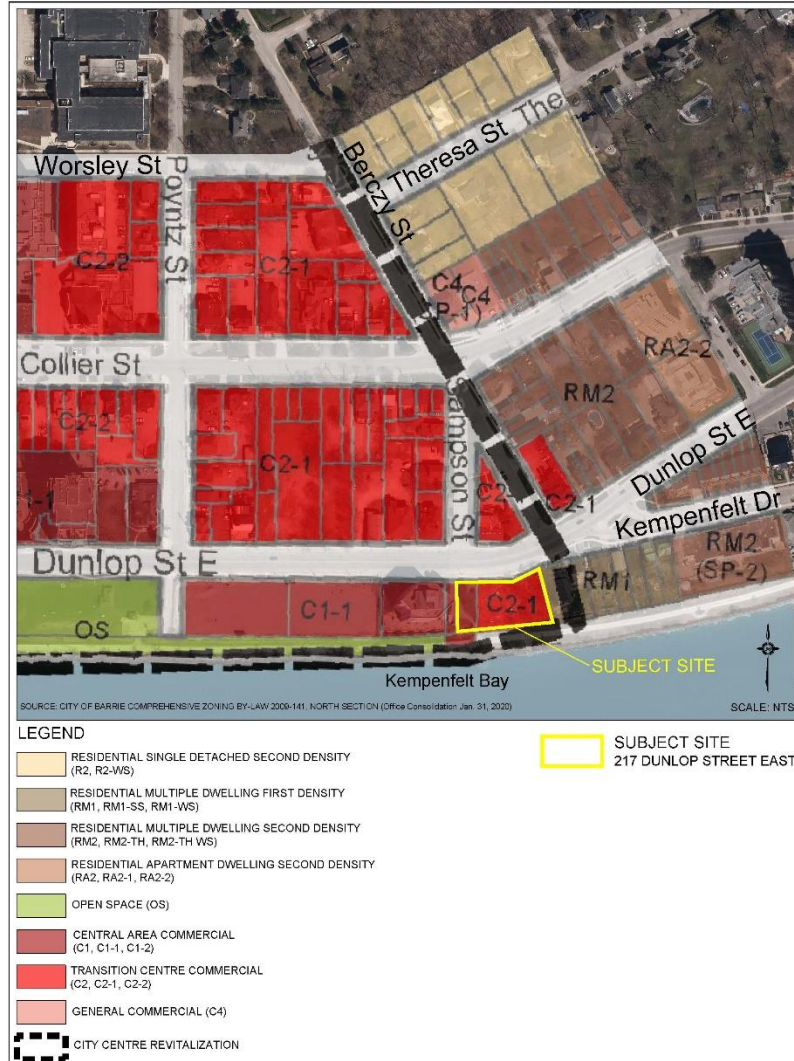 Worsley St
Poyntz St
Berczy St
Theresa St
The
C2-2
C2-1
C4
C4
Collier St
RA2-2
RM2
C2-2
C2-1
Sampson St
C2-1
Dunlop St E
Kempenfelt Dr
Dunlop St E
RM1
RM2
(SP-2)
C1-1
C2-1
OS
SUBJECT SITE
Kempenfelt Bay
SOURCE: CITY OF BARRIE COMPREHENSIVE ZONING BY-LAW 2009-141, NORTH SECTION (Office Consolidation Jan. 31, 2020)
SCALE: NTS
LEGEND
RESIDENTIAL SINGLE DETACHED SECOND DENSITY
(R2, R2-WS)
RESIDENTIAL MULTIPLE DWELLING FIRST DENSITY
(RM1, RM1-SS, RM1-WS)
RESIDENTIAL MULTIPLE DWELLING SECOND DENSITY
(RM2, RM2-TH, RM2-TH WS)
RESIDENTIAL APARTMENT DWELLING SECOND DENSITY
(RA2, RA2-1, RA2-2)
OPEN SPACE (OS)
CENTRAL AREA COMMERCIAL
(C1, C1-1, C1-2)
TRANSITION CENTRE COMMERCIAL
(C2, C2-1, C2-2)
GENERAL COMMERCIAL (C4)
CITY CENTRE REVITALIZATION
SUBJECT SITE
217 DUNLOP STREET EAST